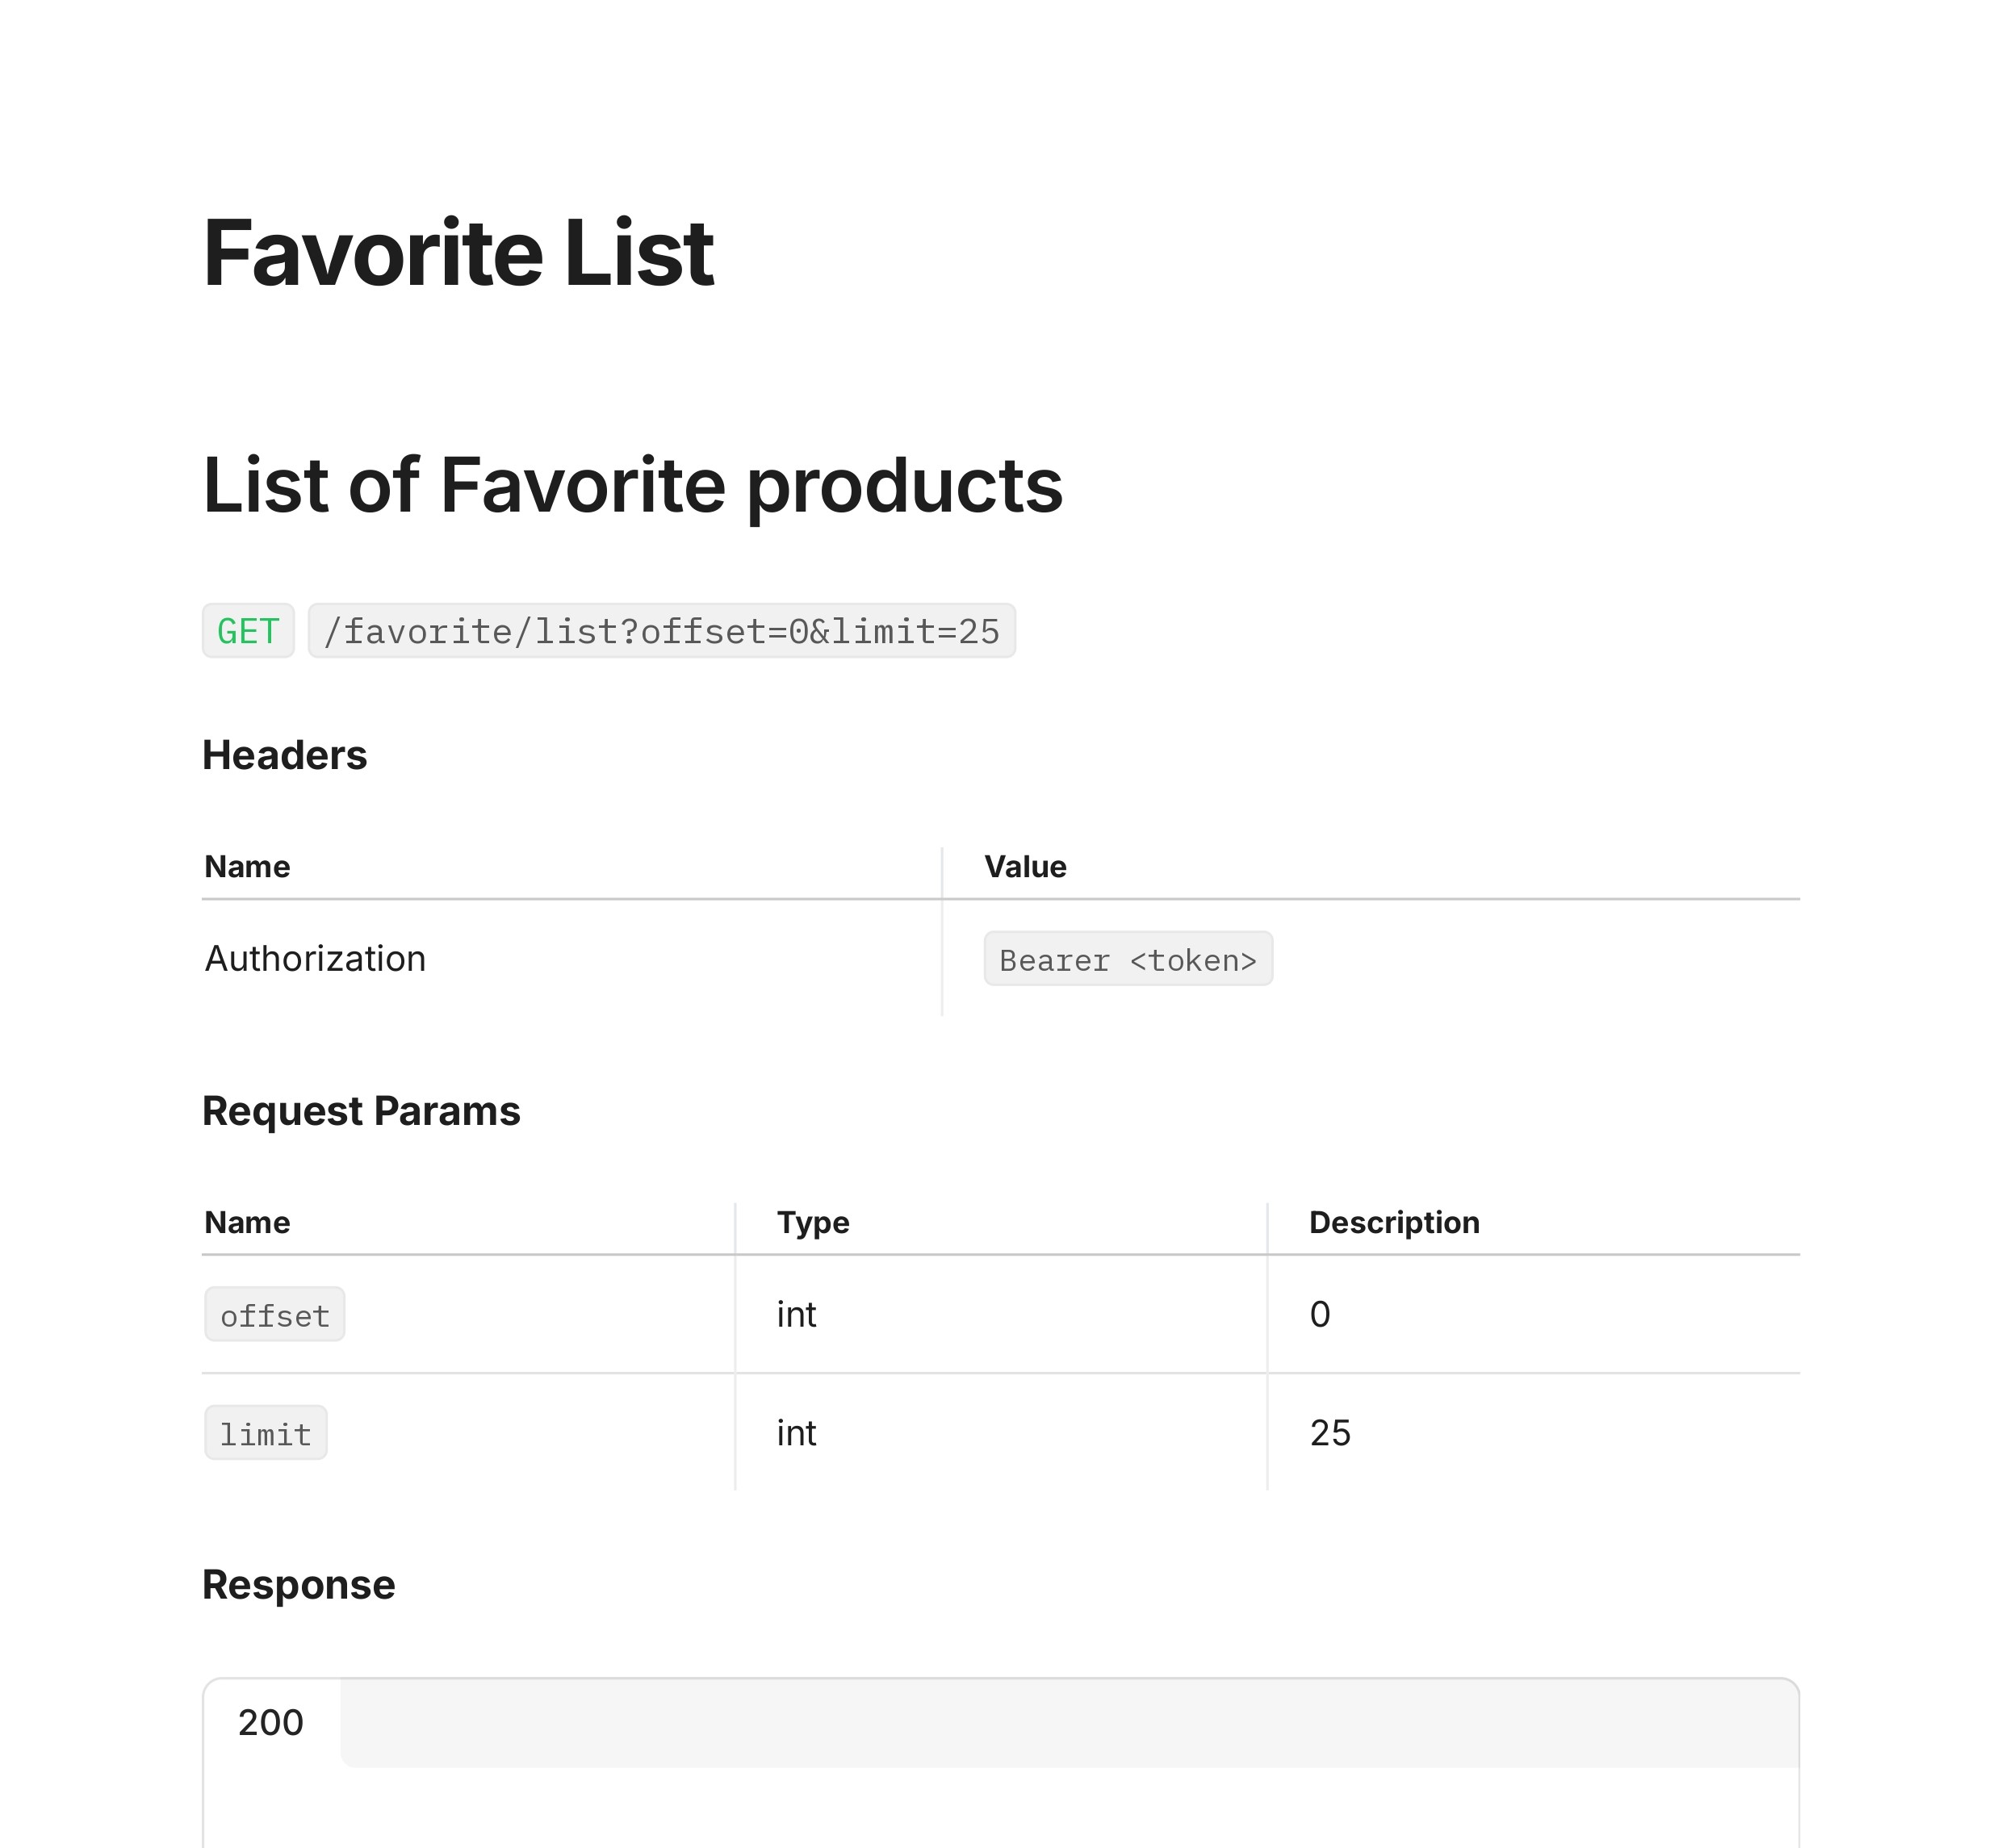 Favorite List
List of Favorite products
GET /favorite/list?offset=0&limit=25
Headers
Name Value
Authorization Bearer <token>
Request Params
Name Type Description
offset int 0
limit int 25
Response
200